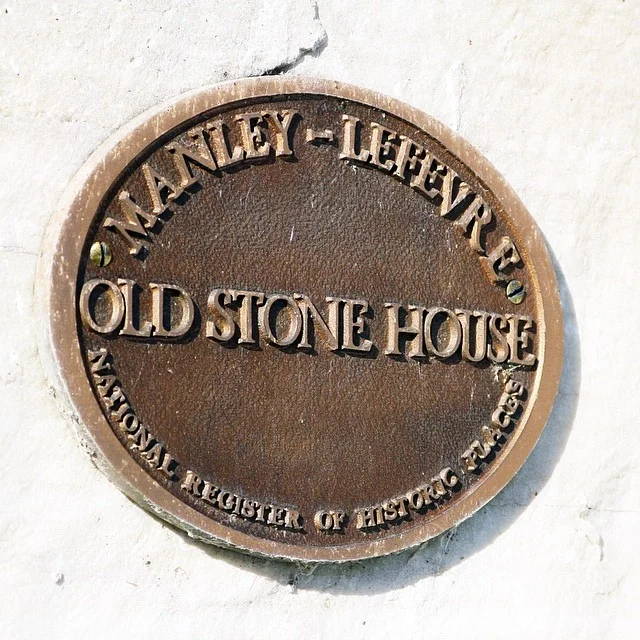 MANLEY-LEFEVRE
OLD STONE HOUSE
NATIONAL REGISTER OF HISTORIC PLACES